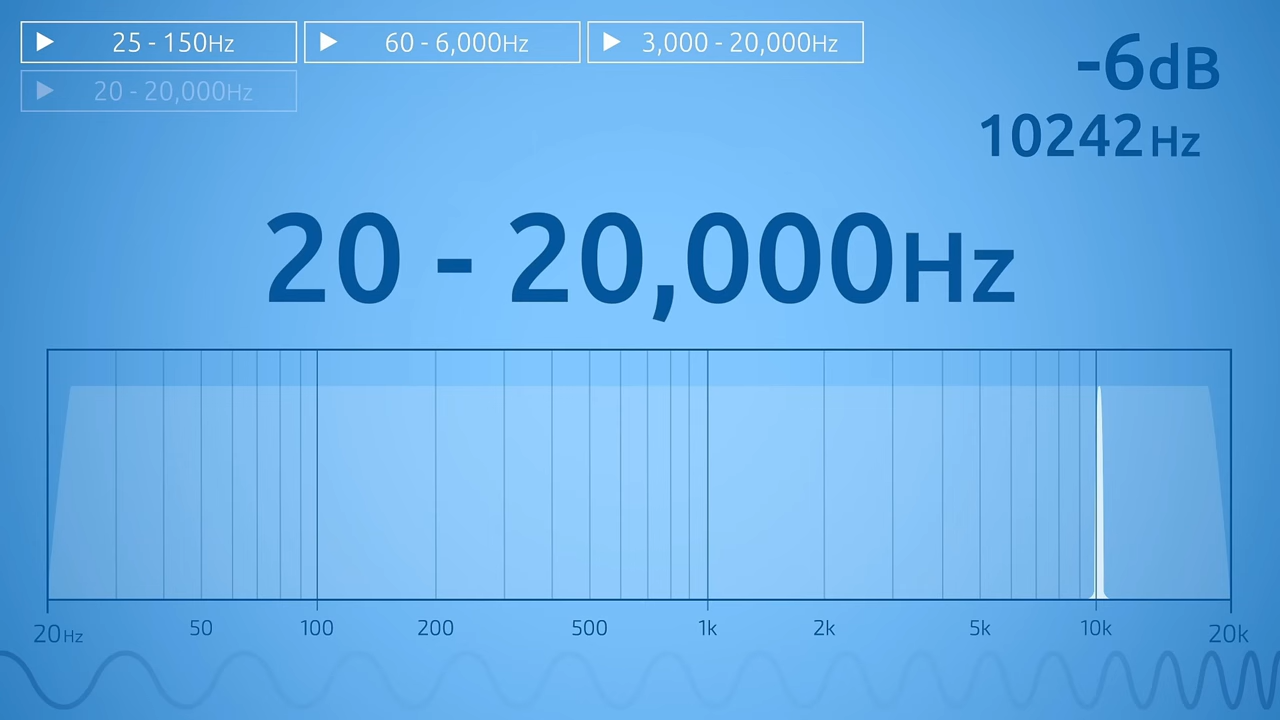 25 - 150Hz
60 - 6,000Hz
3,000 - 20,000Hz
20 - 20,000Hz
-6dB
10242Hz
20 - 20,000Hz
20Hz 50 100 200 500 1k 2k 5k 10k 20k